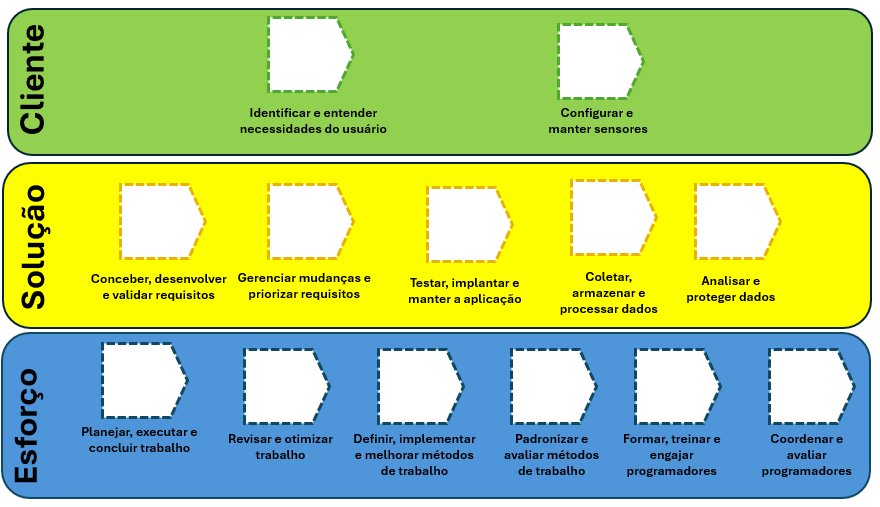 Cliente
Identificar e entender
necessidades do usuário
Configurar e
manter sensores
Solução
Conceber, desenvolver
e validar requisitos
Gerenciar mudanças e
priorizar requisitos
Testar, implantar e
manter a aplicação
Coletar,
armazenar e
processar dados
Analisar e
proteger dados
Esforço
Planejar, executar e
concluir trabalho
Revisar e otimizar
trabalho
Definir, implementar
e melhorar métodos
de trabalho
Padronizar e
avaliar métodos
de trabalho
Formar, treinar e
engajar
programadores
Coordenar e
avaliar
programadores